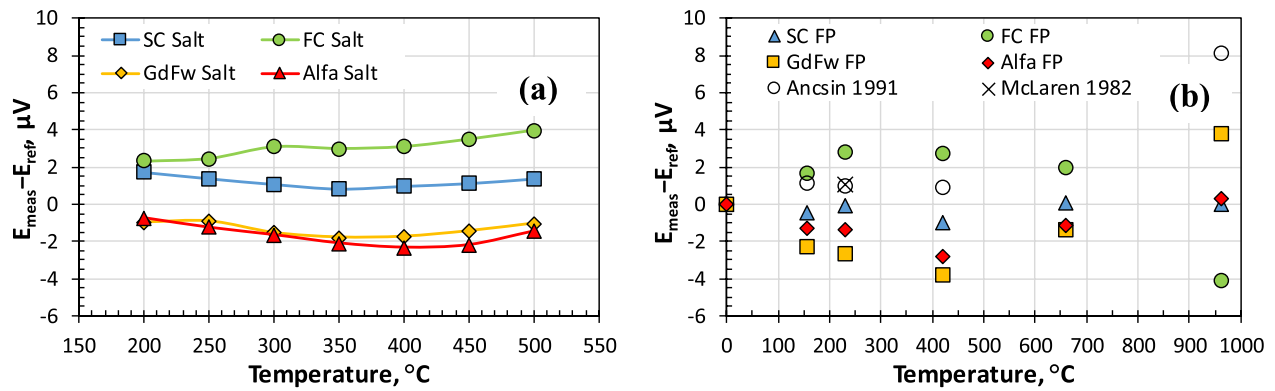 10
8
6
4
2
0
-2
-4
-6
SC Salt
FC Salt
GdFw Salt
Alfa Salt
(a)
Emeas−Eref, µV
150 200 250 300 350 400 450 500 550
Temperature, °C
10
8
6
4
2
0
-2
-4
-6
SC FP
FC FP
GdFw FP
Alfa FP
Ancsin 1991
McLaren 1982
(b)
Emeas−Eref, µV
0 100 200 300 400 500 600 700 800 900 1000
Temperature, °C